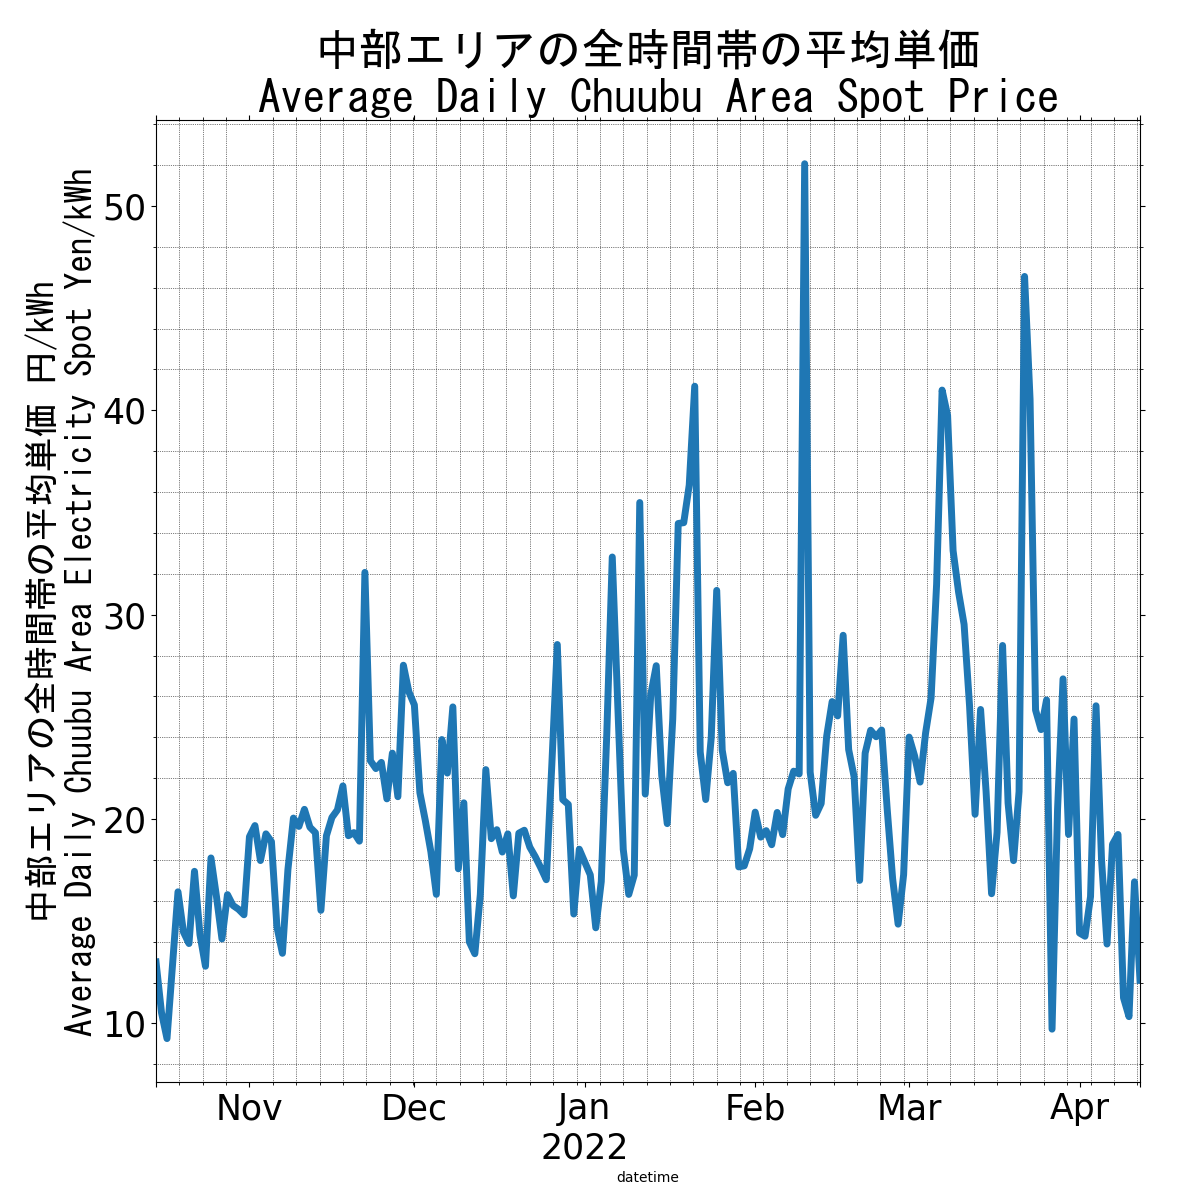 中部エリアの全時間帯の平均単価
Average Daily Chuubu Area Spot Price
中部エリアの全時間帯の平均単価 円/kWh
Average Daily Chuubu Area Electricity Spot Yen/kWh
50
40
30
20
10
Nov
Dec
Jan
2022
Feb
Mar
Apr
datetime